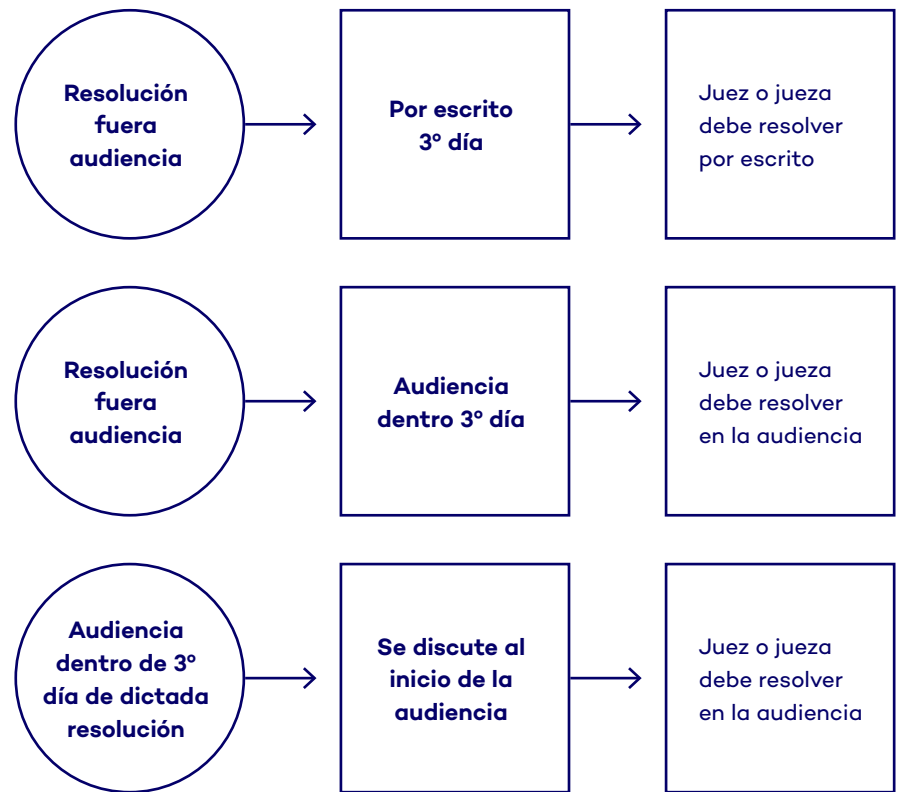 Resolución
fuera
audiencia
Por escrito
3° día
Juez o jueza
debe resolver
por escrito
Resolución
fuera
audiencia
Audiencia
dentro 3° día
Juez o jueza
debe resolver
en la audiencia
Audiencia
dentro de 3°
día de dictada
resolución
Se discute al
inicio de la
audiencia
Juez o jueza
debe resolver
en la audiencia